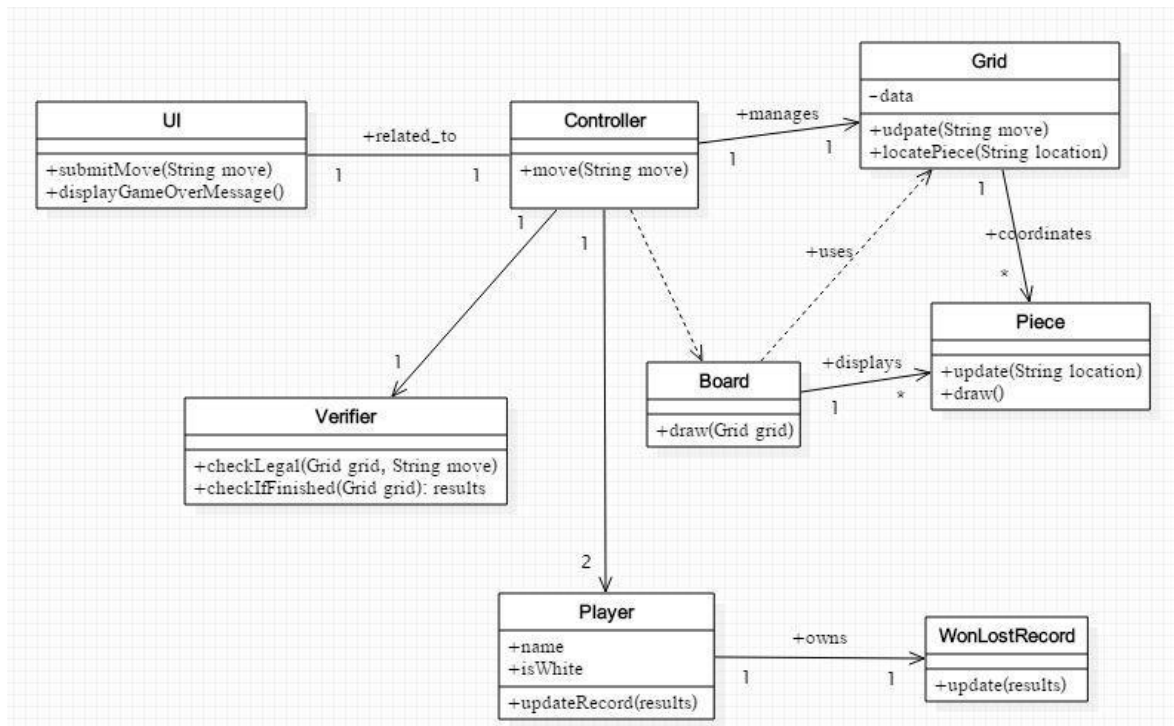 Grid
-data
+udpate(String move)
+locatePiece(String location)
UI
+submitMove(String move)
+displayGameOverMessage()
+related_to
1
1
Controller
+move(String move)
+manages
1
1
1
1
1
+coordinates
*
+uses
Piece
+update(String location)
+draw()
+displays
1
*
Board
+draw(Grid grid)
1
Verifier
+checkLegal(Grid grid, String move)
+checkIfFinished(Grid grid): results
2
Player
+name
+isWhite
+updateRecord(results)
+owns
1
1
WonLostRecord
+update(results)